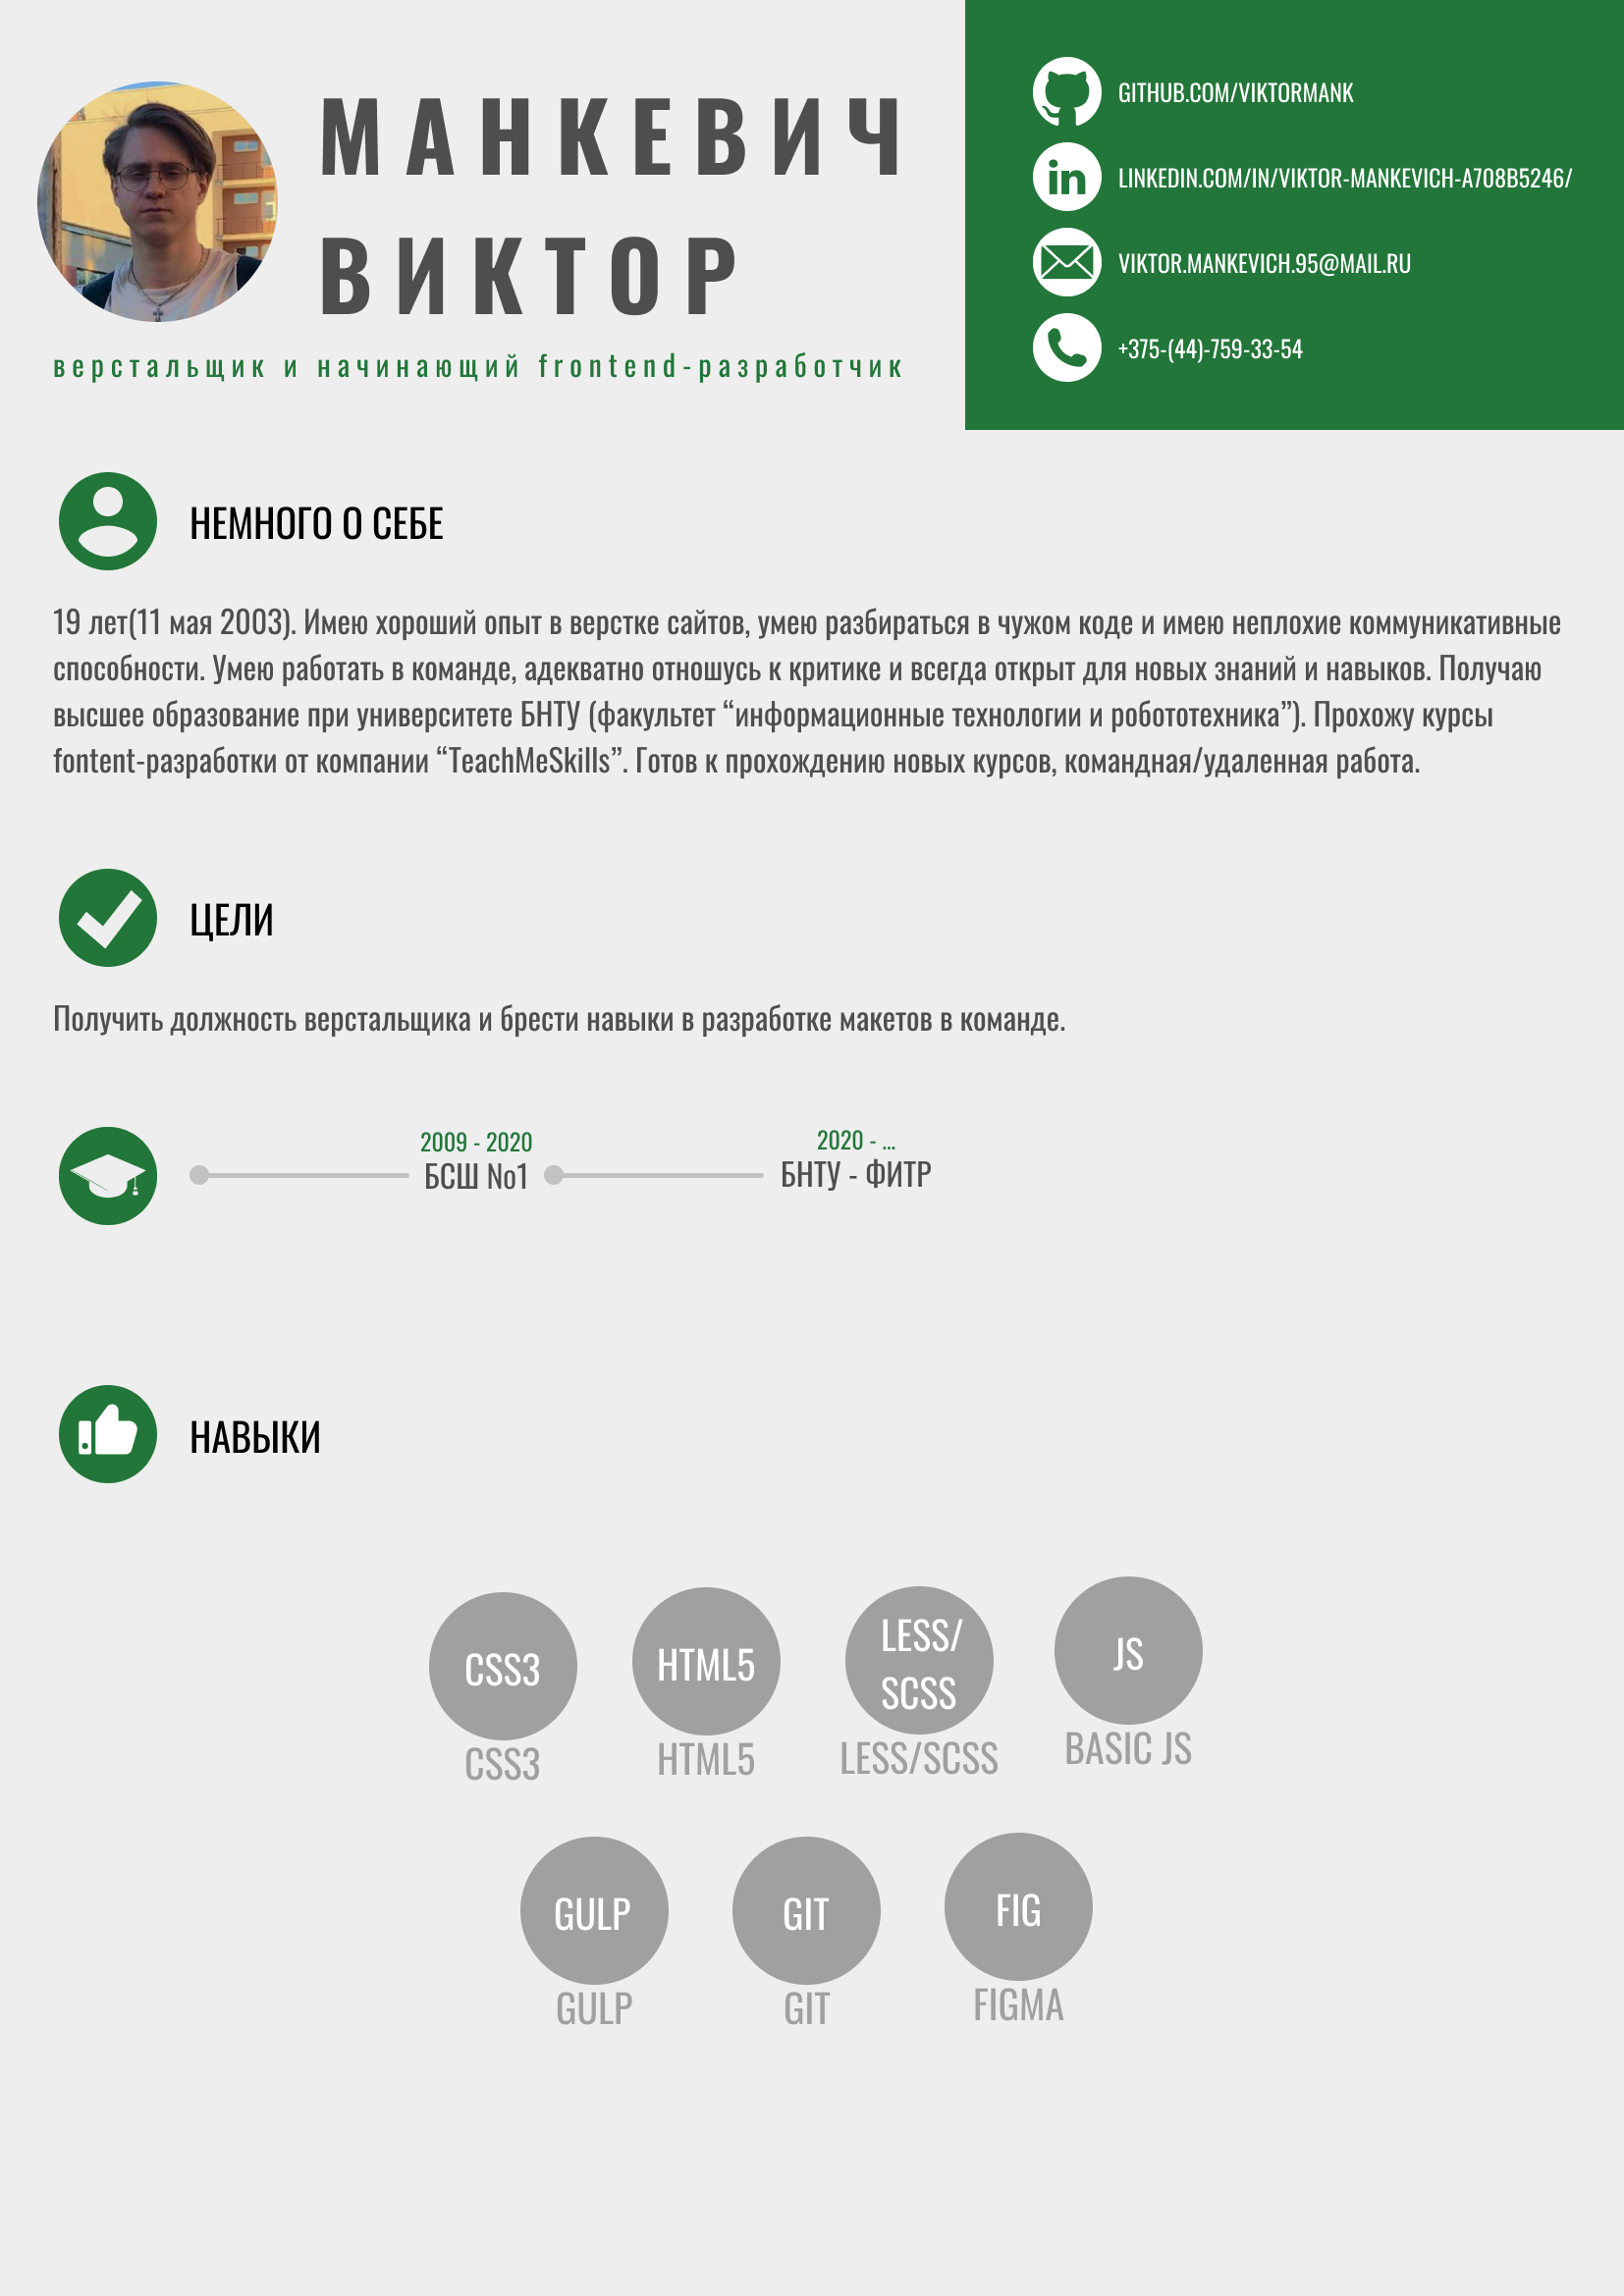 МАНКЕВИЧ
ВИКТОР
верстальщик и начинающий frontend-разработчик
GITHUB.COM/VIKTORMANK
LINKEDIN.COM/IN/VIKTOR-MANKEVICH-A708B5246/
VIKTOR.MANKEVICH.95@MAIL.RU
+375-(44)-759-33-54
НЕМНОГО О СЕБЕ
19 лет(11 мая 2003). Имею хороший опыт в верстке сайтов, умею разбираться в чужом коде и имею неплохие коммуникативные
способности. Умею работать в команде, адекватно отношусь к критике и всегда открыт для новых знаний и навыков. Получаю
высшее образование при университете БНТУ (факультет “информационные технологии и робототехника”). Прохожу курсы
fontent-разработки от компании “TeachMeSkills”. Готов к прохождению новых курсов, командная/удаленная работа.
ЦЕЛИ
Получить должность верстальщика и брести навыки в разработке макетов в команде.
2009 - 2020
БСШ №1
2020 - ...
БНТУ - ФИТР
НАВЫКИ
CSS3
CSS3
HTML5
HTML5
LESS/
SCSS
LESS/SCSS
JS
BASIC JS
GULP
GULP
GIT
GIT
FIG
FIGMA